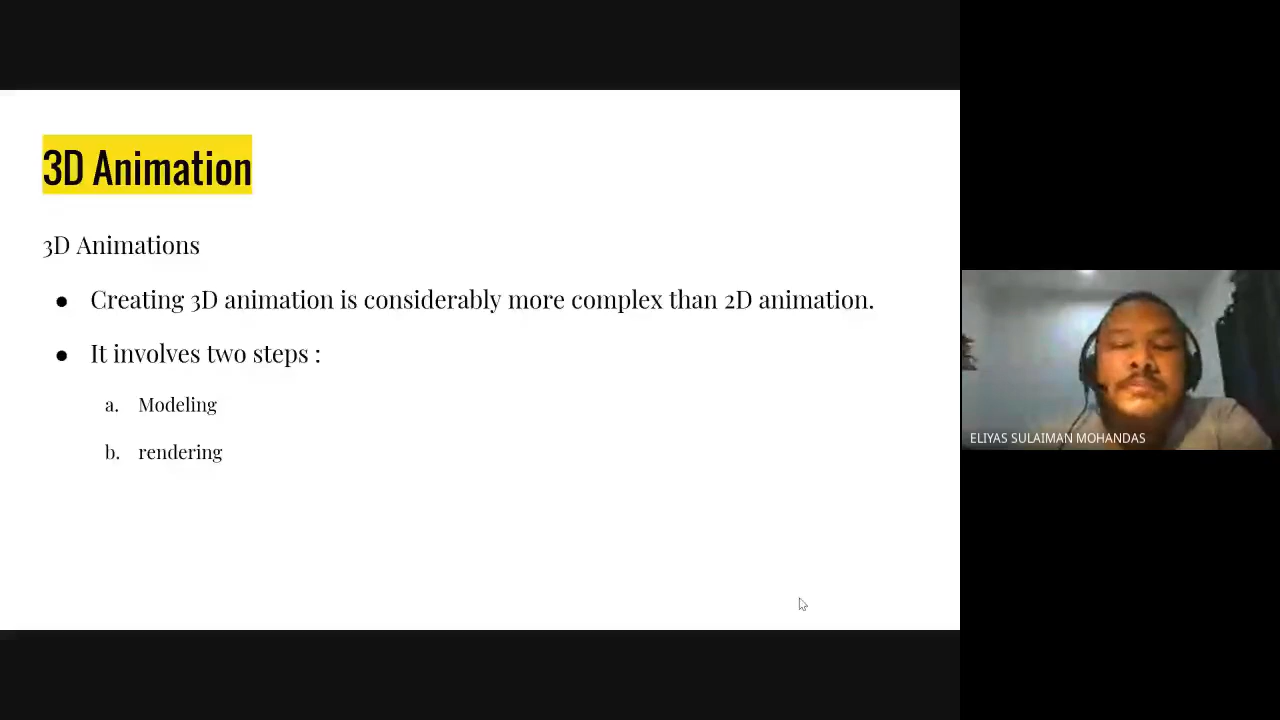 3D Animation
3D Animations
● Creating 3D animation is considerably more complex than 2D animation.
● It involves two steps :
a. Modeling
b. rendering
ELIYAS SULAIMAN MOHANDAS